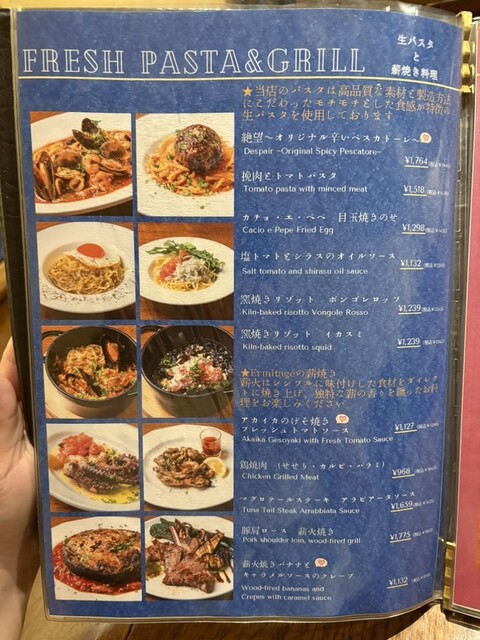 FRESH PASTA&GRILL
生パスタ
と
薪焼き料理
★当店のパスタは高品質な素材と製造方法
にこだわったモチモチとした食感が特徴の
生パスタを使用しております
絶望～オリジナル辛いペスカトーレ～
Despair ~Original Spicy Pescatore~
¥1,764
挽肉とトマトパスタ
Tomato pasta with minced meat
¥1,518
カチョ・エ・ペペ 目玉焼きのせ
Cacio e Pepe Fried Egg
¥1,298
塩トマトとシラスのオイルソース
Salt tomato and shirasu oil sauce
¥1,132
窯焼きリゾット ボンゴレロッソ
Kiln-baked risotto Vongole Rosso
¥1,239
窯焼きリゾット イカスミ
Kiln-baked risotto squid
¥1,239
★Ermitageの薪焼き
薪火はシンプルに味付けした食材をダイレク
トに焼き上げ、独特な薪の香りを纏ったお料
理をお楽しみください
アカイカのげそ焼き
フレッシュトマトソース
Akaika Gesoyaki with Fresh Tomato Sauce
¥1,127
鶏焼肉 (せせり・カルビ・ハラミ)
Chicken Grilled Meat
¥968
マグロテールステーキ アラビアータソース
Tuna Tail Steak Arrabbiata Sauce
¥1,659
豚肩ロース 薪火焼き
Pork shoulder loin, wood-fired grill
¥1,775
薪火焼きバナナと
キャラメルソースのクレープ
Wood-fired bananas and
Crepes with caramel sauce
¥1,132